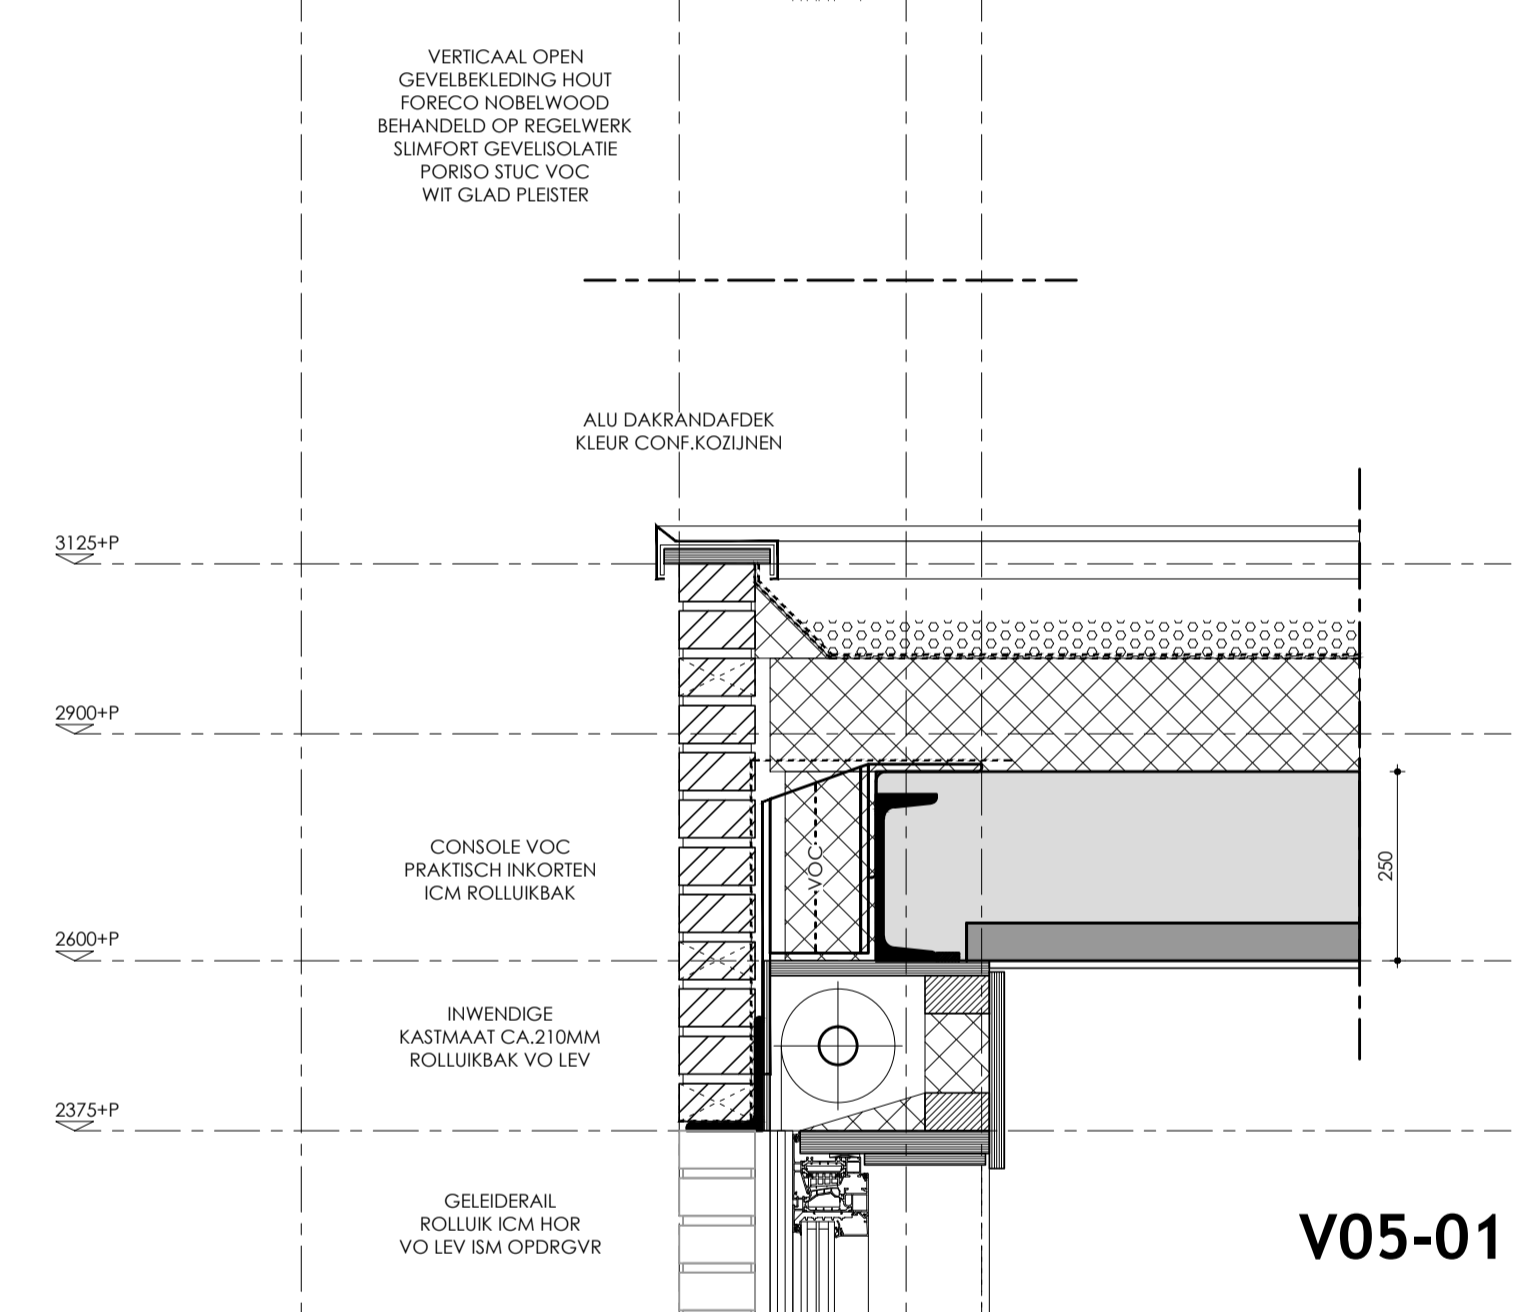 VERTICAAL OPEN
GEVELBEKLEDING HOUT
FORECO NOBELWOOD
BEHANDELD OP REGELWERK
SLIMFORT GEVELISOLATIE
PORISO STUC VOC
WIT GLAD PLEISTER
ALU DAKRANDAFDEK
KLEUR CONF.KOZIJNEN
3125+P
2900+P
CONSOLE VOC
PRAKTISCH INKORTEN
ICM ROLLUIKBAK
VOC
250
2600+P
INWENDIGE
KASTMAAT CA.210MM
ROLLUIKBAK VO LEV
2375+P
GELEIDERAIL
ROLLUIK ICM HOR
VO LEV ISM OPDRGVR
V05-01